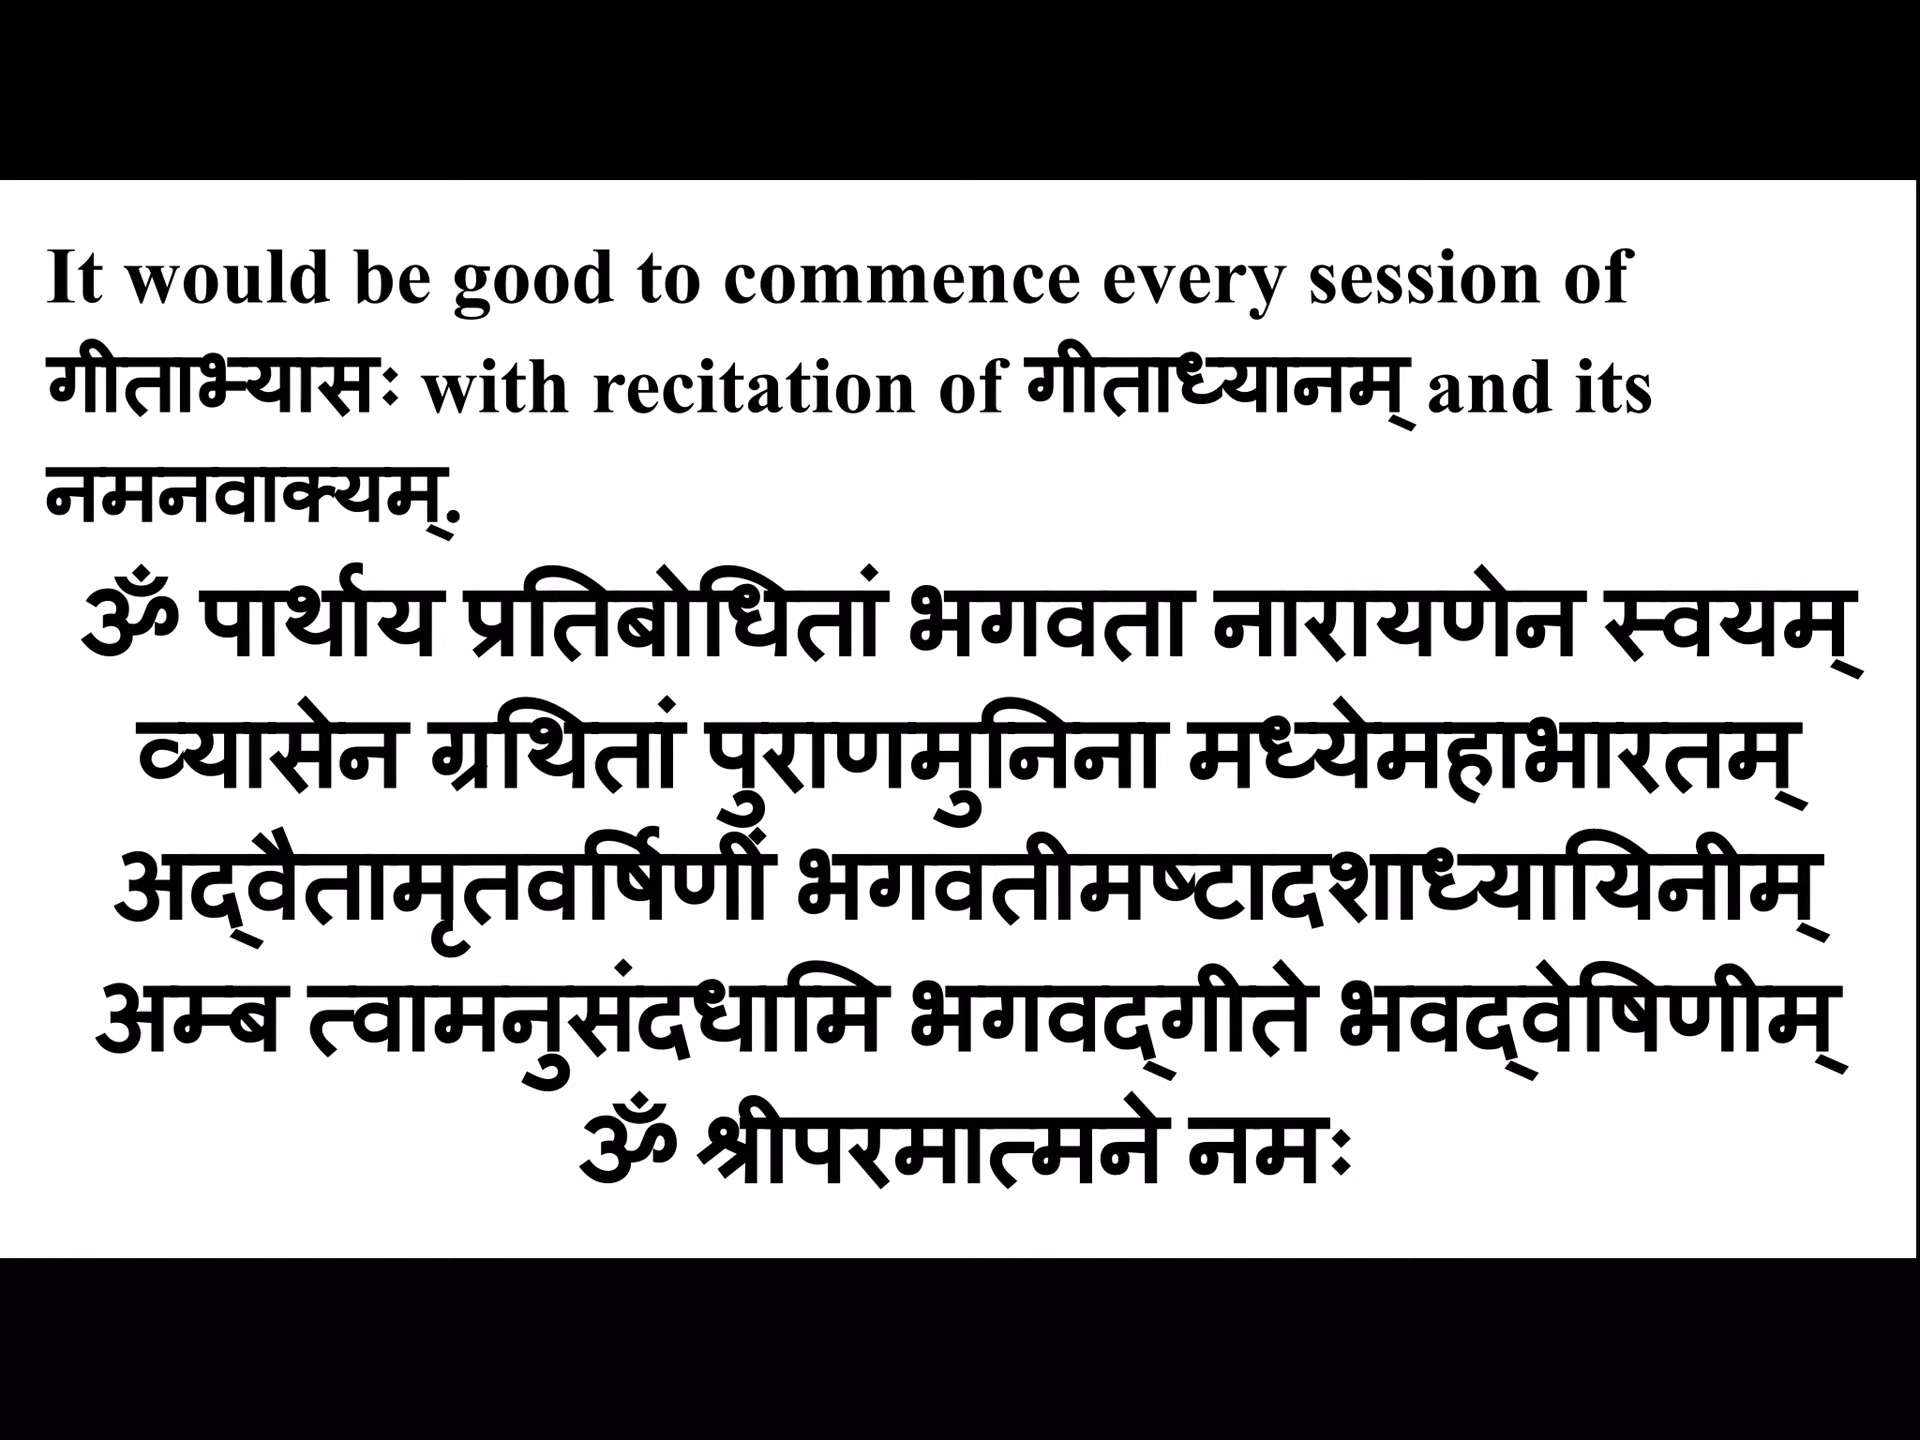 It would be good to commence every session of
गीताभ्यासः with recitation of गीताध्यानम् and its
नमनवाक्यम्.
ॐ पार्थाय प्रतिबोधितां भगवता नारायणेन स्वयम्
व्यासेन ग्रथितां पुराणमुनिना मध्येमहाभारतम्
अद्वैतामृतवर्षिणीं भगवतीमष्टादशाध्यायिनीम्
अम्ब त्वामनुसंदधामि भगवद्गीते भवद्वेषिणीम्
ॐ श्रीपरमात्मने नमः